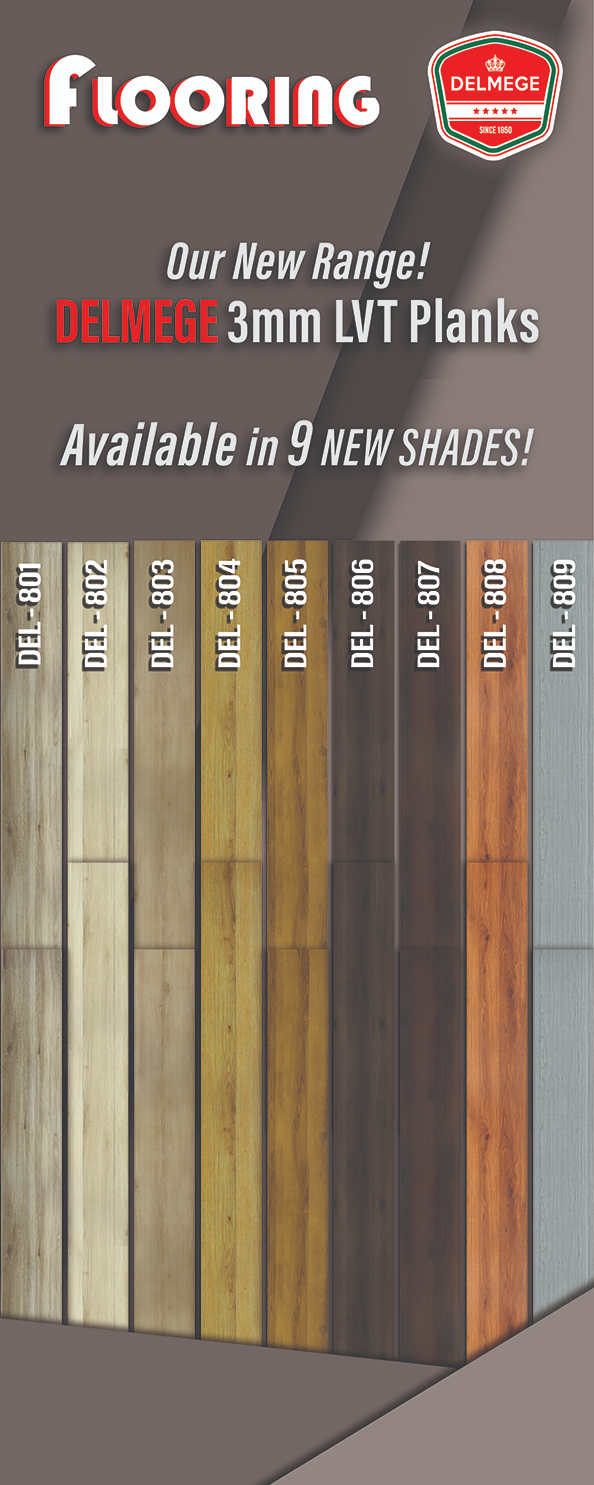 FLOORING
DELMEGE
★★★★★
SINCE 1850
Our New Range!
DELMEGE 3mm LVT Planks
Available in 9 NEW SHADES!
DEL - 801
DEL - 802
DEL - 803
DEL - 804
DEL - 805
DEL - 806
DEL - 807
DEL - 808
DEL - 809